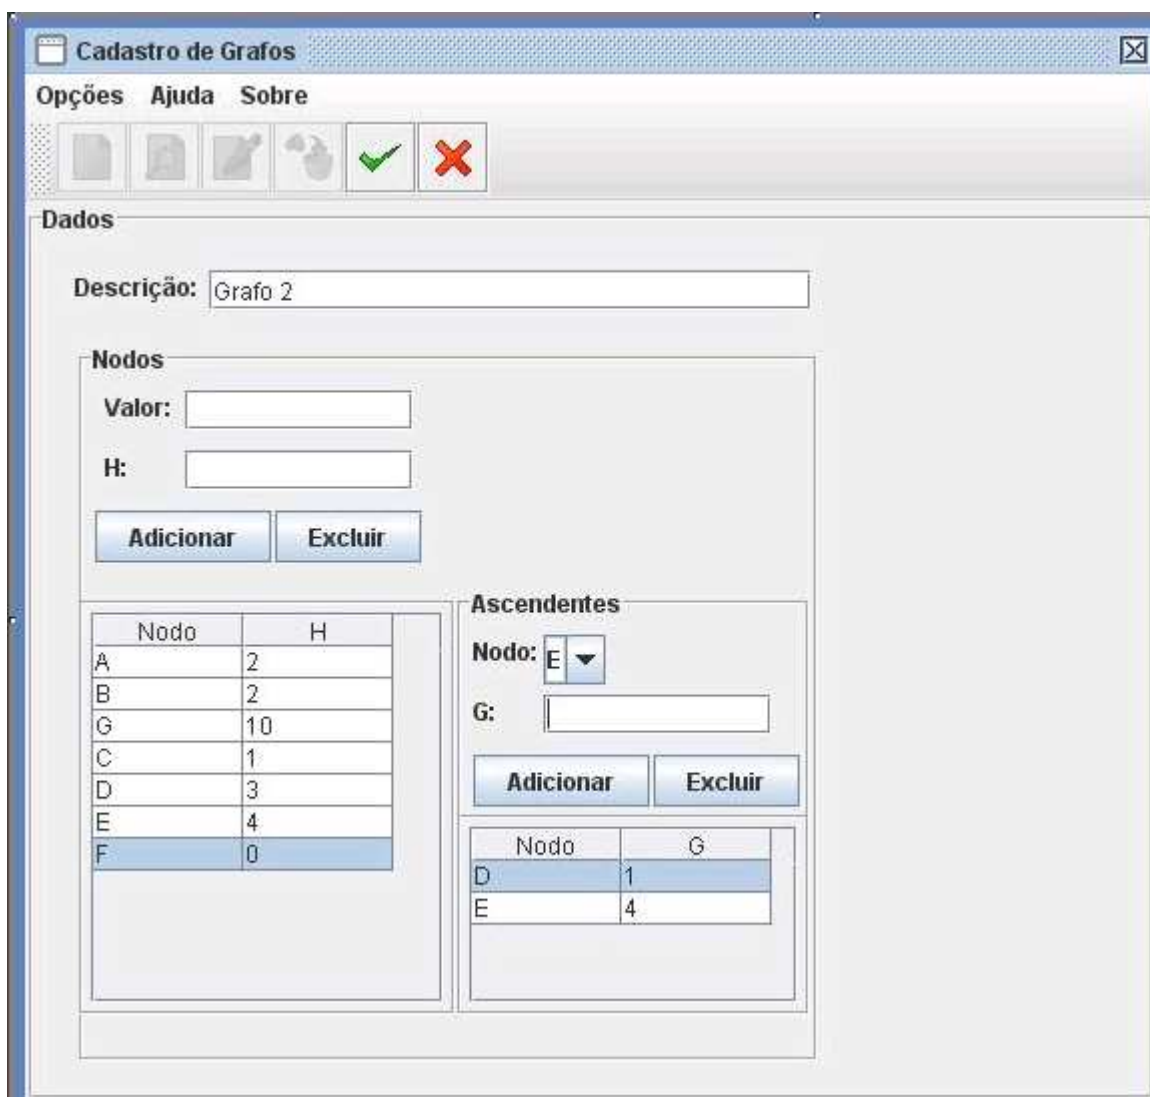 Cadastro de Grafos
Opções Ajuda Sobre
Dados
Descrição: Grafo 2
Nodos
Valor:
H:
Adicionar Excluir
Nodo H
A 2
B 2
G 10
C 1
D 3
E 4
F 0
Ascendentes
Nodo: E
G:
Adicionar Excluir
Nodo G
D 1
E 4